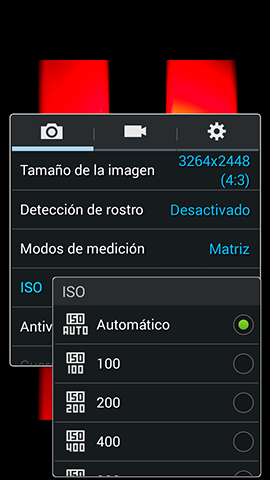 Tamaño de la imagen 3264x2448 (4:3)
Detección de rostro Desactivado
Modos de medición Matriz
ISO
Antiv
ISO
ISO AUTO Automático
ISO 100 100
ISO 200 200
ISO 400 400